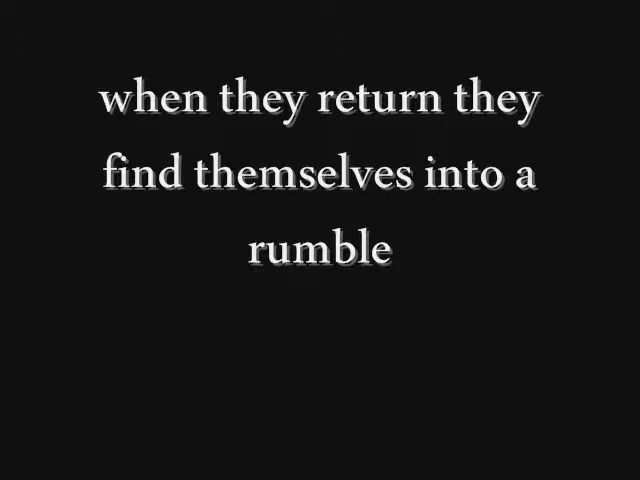 when they return they
find themselves into a
rumble